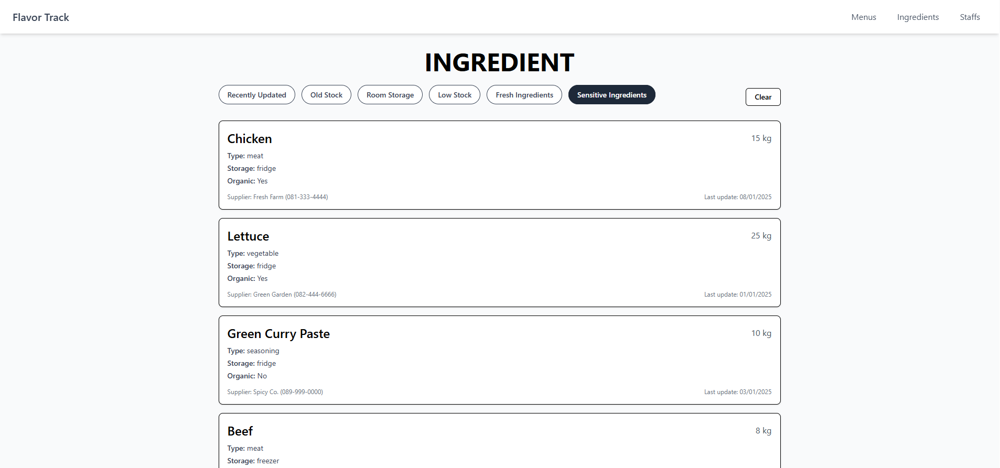 Flavor Track
Menus Ingredients Staffs
INGREDIENT
Recently Updated Old Stock Room Storage Low Stock Fresh Ingredients Sensitive Ingredients Clear
Chicken 15 kg
Type: meat
Storage: fridge
Organic: Yes
Supplier: Fresh Farm (081-333-4444) Last update: 08/01/2025
Lettuce 25 kg
Type: vegetable
Storage: fridge
Organic: Yes
Supplier: Green Garden (082-444-6666) Last update: 01/01/2025
Green Curry Paste 10 kg
Type: seasoning
Storage: fridge
Organic: No
Supplier: Spicy Co. (089-999-0000) Last update: 03/01/2025
Beef 8 kg
Type: meat
Storage: freezer